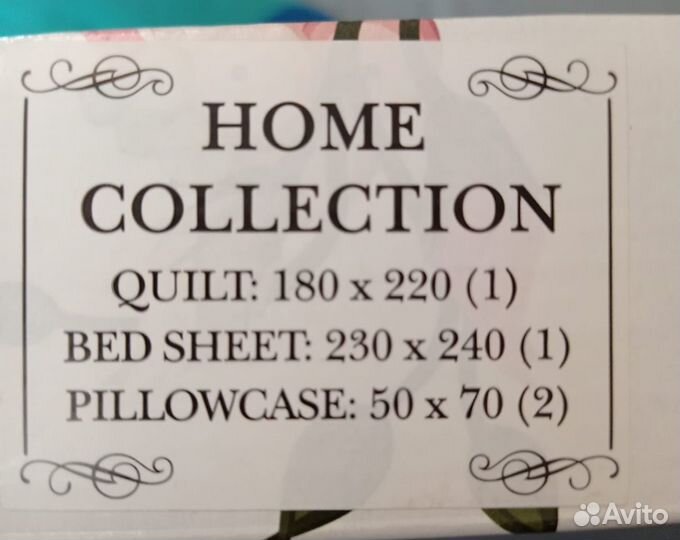 HOME
COLLECTION
QUILT: 180 x 220 (1)
BED SHEET: 230 x 240 (1)
PILLOWCASE: 50 x 70 (2)
Avito